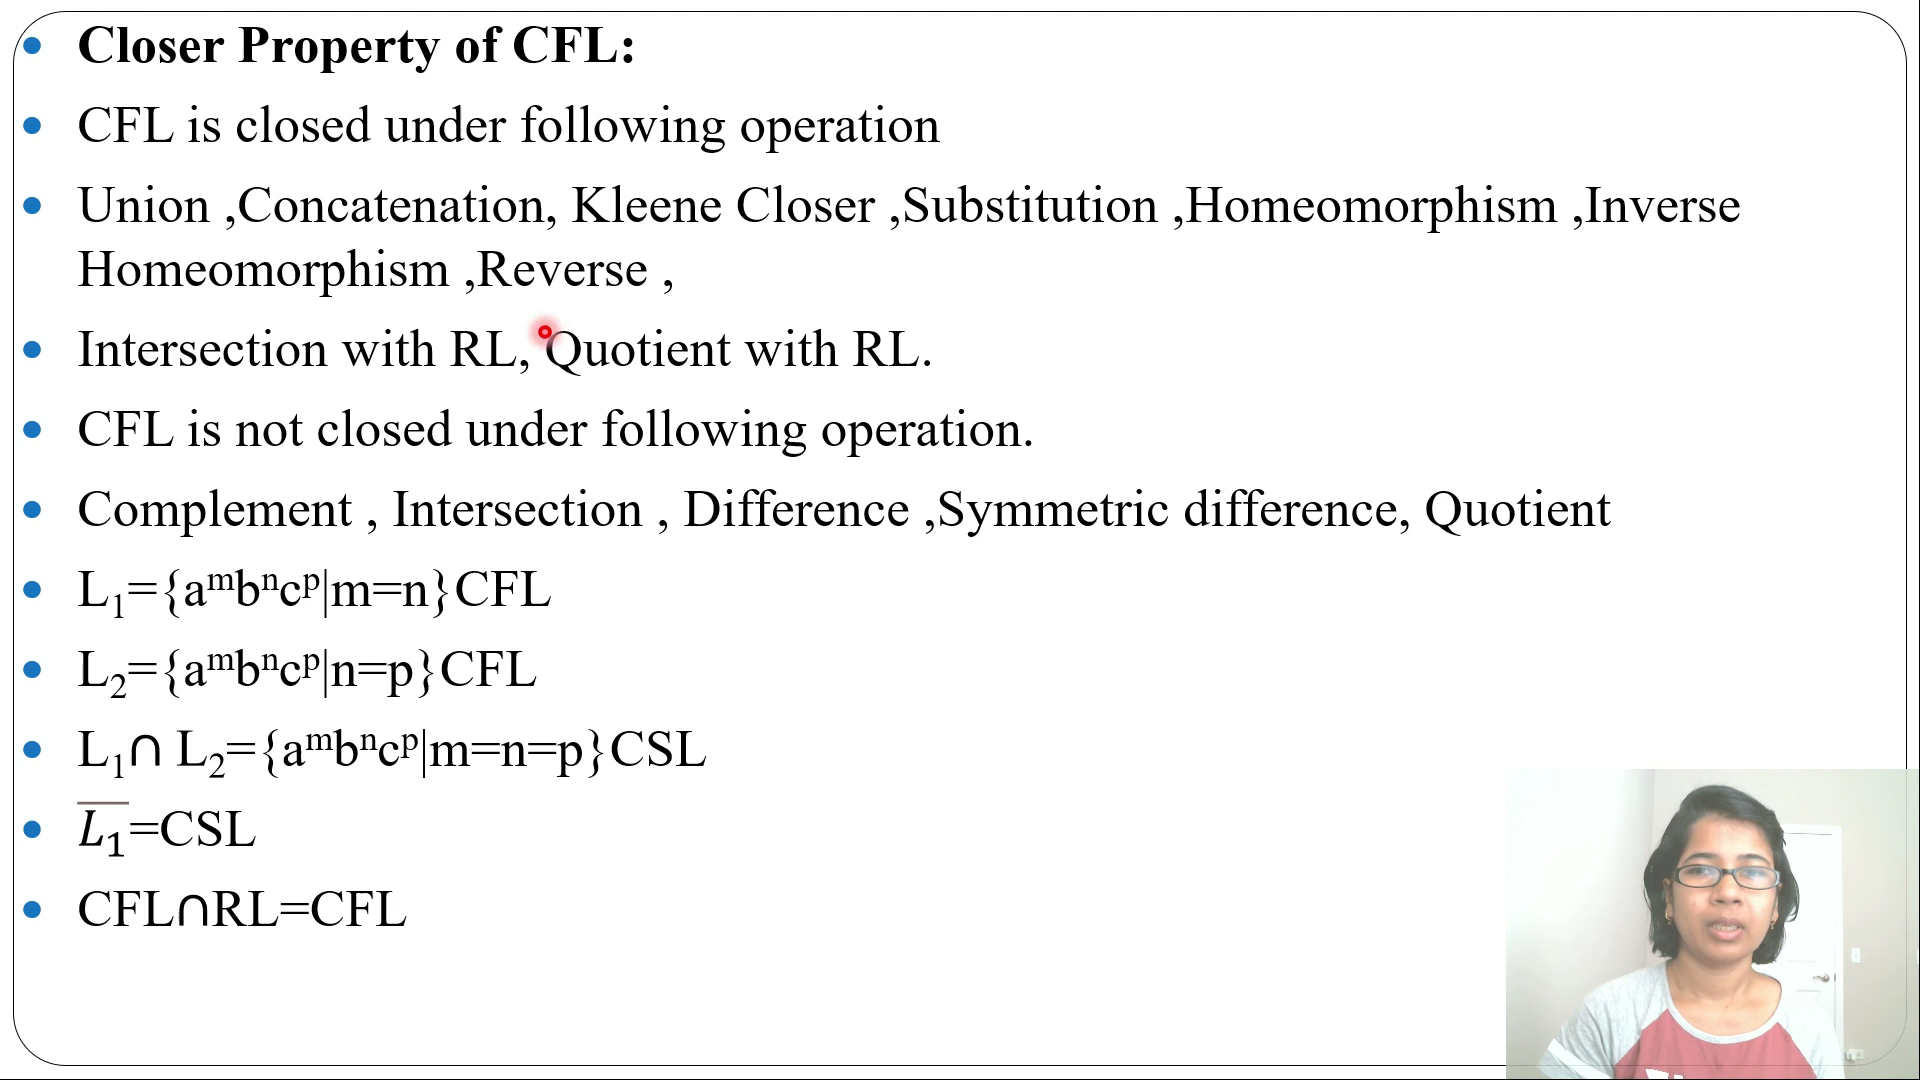 Closer Property of CFL:
CFL is closed under following operation
Union ,Concatenation, Kleene Closer ,Substitution ,Homeomorphism ,Inverse
Homeomorphism ,Reverse ,
Intersection with RL, Quotient with RL.
CFL is not closed under following operation.
Complement , Intersection , Difference ,Symmetric difference, Quotient
L₁={aᵐbⁿcᵖ|m=n}CFL
L₂={aᵐbⁿcᵖ|n=p}CFL
L₁∩ L₂={aᵐbⁿcᵖ|m=n=p}CSL
L̅₁=CSL
CFL∩RL=CFL